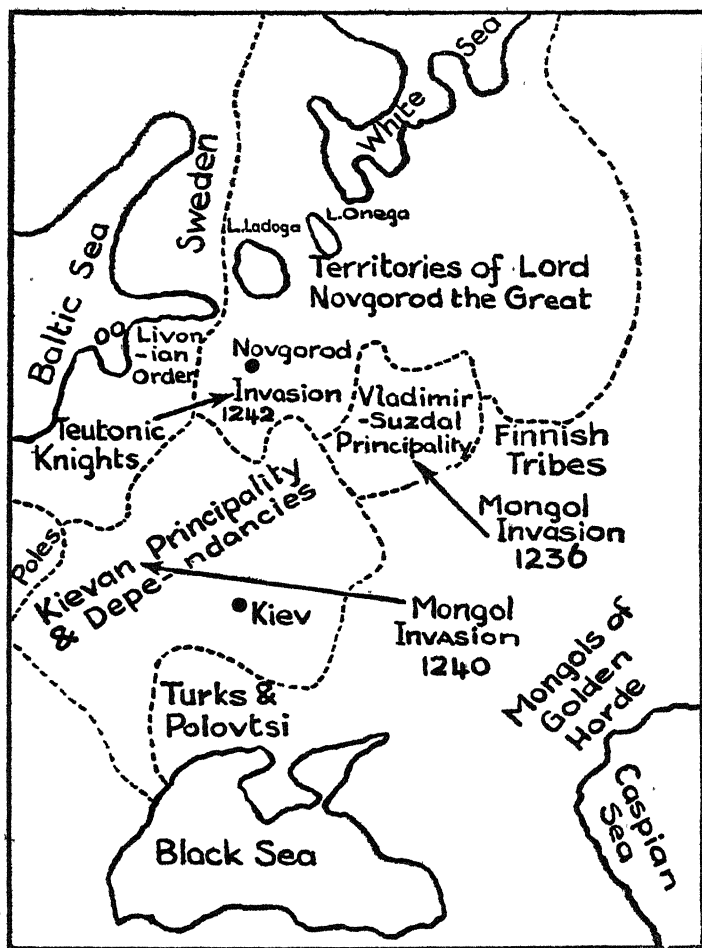 White Sea
Baltic Sea
Sweden
L.Ladoga
L.Onega
Territories of Lord
Novgorod the Great
Livon
-ian
Order
Novgorod
Invasion
1242
Teutonic
Knights
Vladimir
-Suzdal
Principality
Finnish
Tribes
Mongol
Invasion
1236
Poles
Kievan Principality
& Dependancies
Kiev
Mongol
Invasion
1240
Mongols of
Golden
Horde
Turks &
Polovtsi
Black Sea
Caspian
Sea